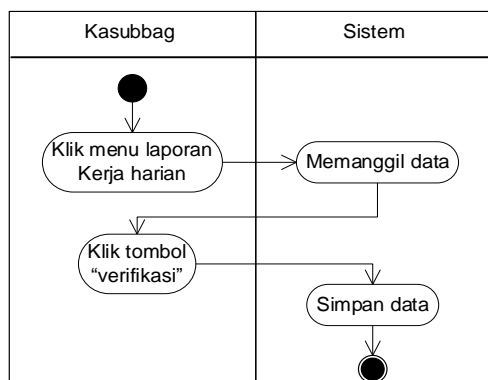 Kasubbag
Sistem
Klik menu laporan
Kerja harian
Memanggil data
Klik tombol
“verifikasi”
Simpan data